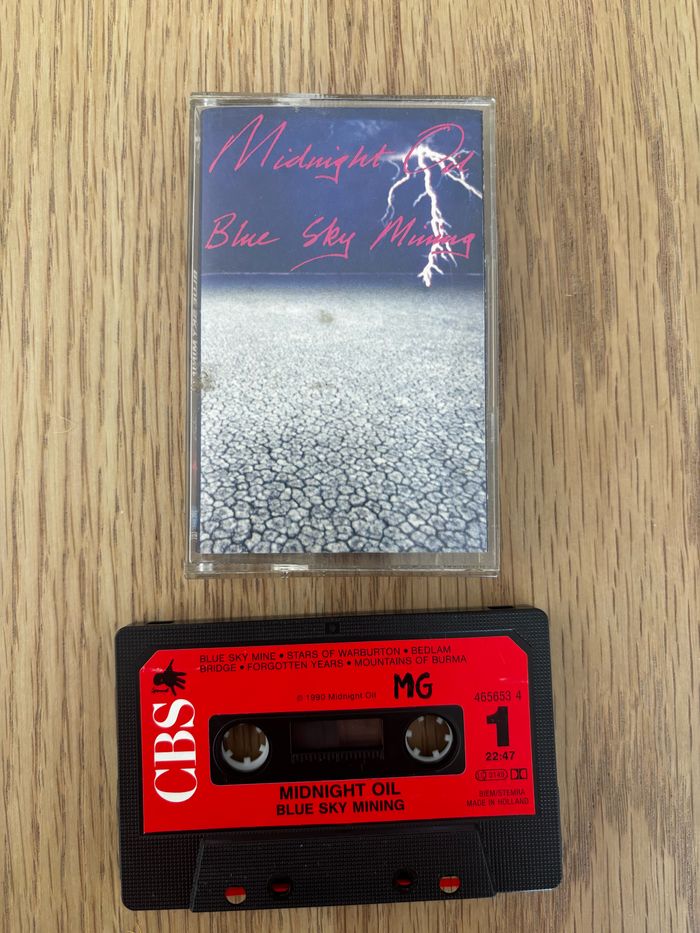 Midnight Oil
Blue Sky Mining
BLUE SKY MINE • STARS OF WARBURTON • BEDLAM
BRIDGE • FORGOTTEN YEARS • MOUNTAINS OF BURMA
℗ 1990 Midnight Oil
MG
465653 4
CBS
1
22:47
MIDNIGHT OIL
BLUE SKY MINING
BIEM/STEMRA
MADE IN HOLLAND